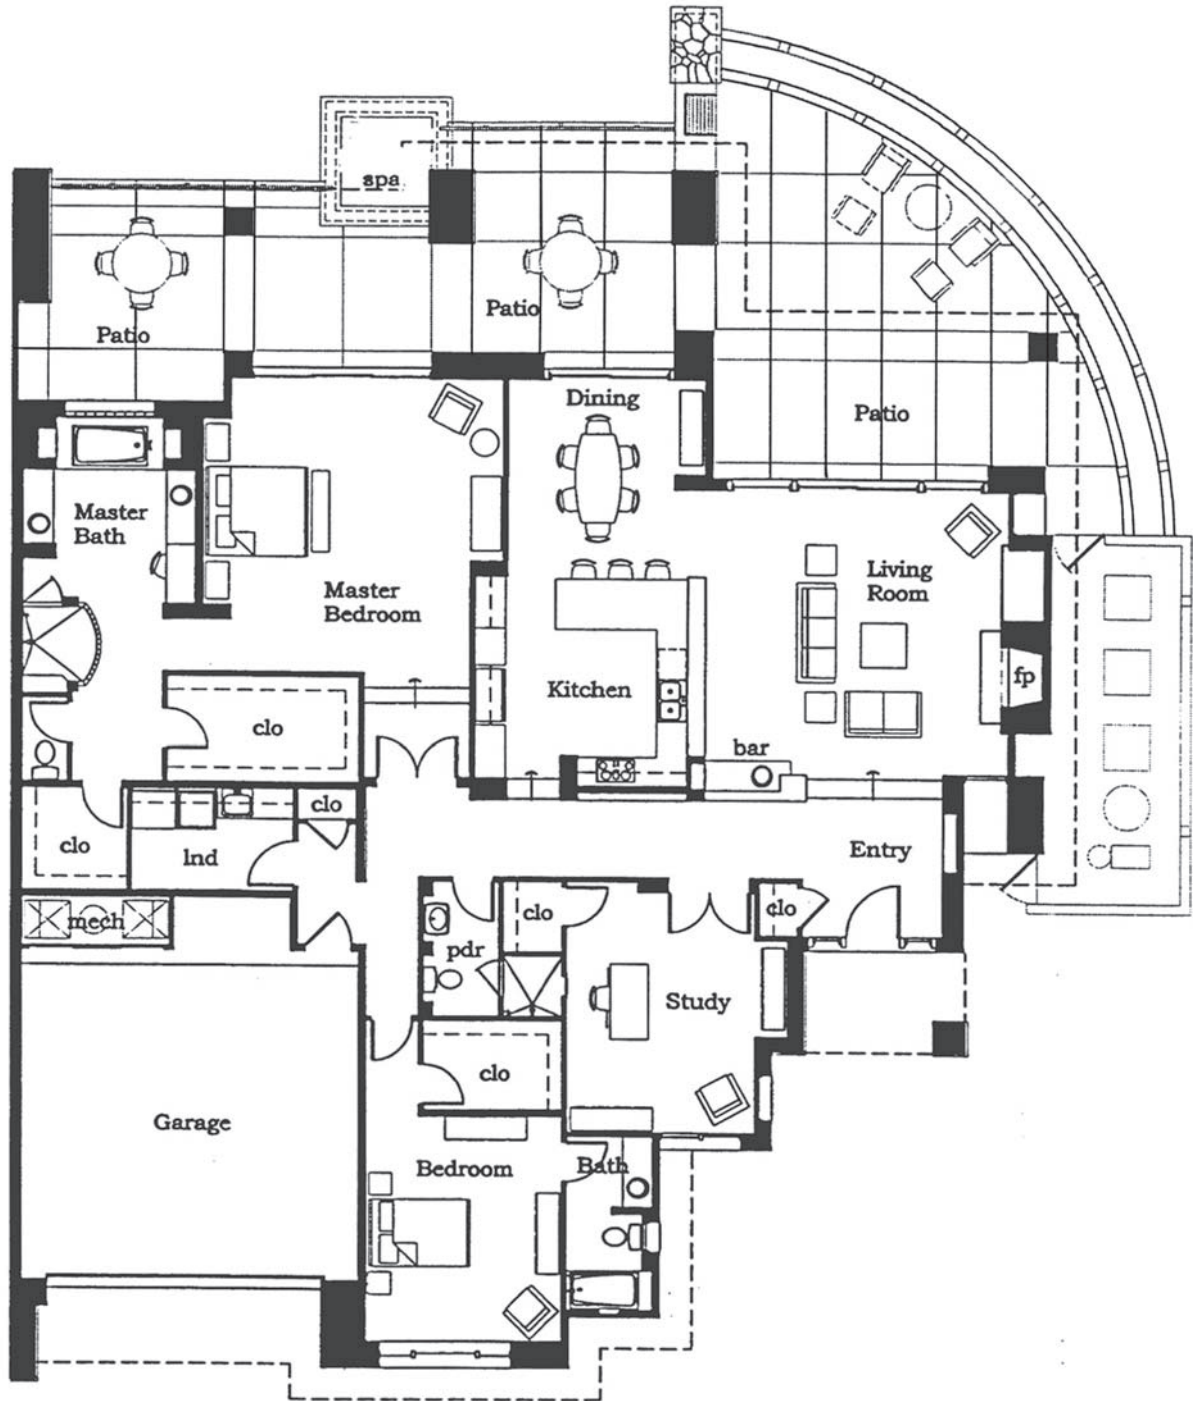 spa
Patio
Patio
Dining
Patio
Master
Bath
Master
Bedroom
Living
Room
Kitchen
fp
clo
bar
clo
clo
lnd
Entry
mech
clo
clo
pdr
Study
clo
Garage
Bedroom
Bath